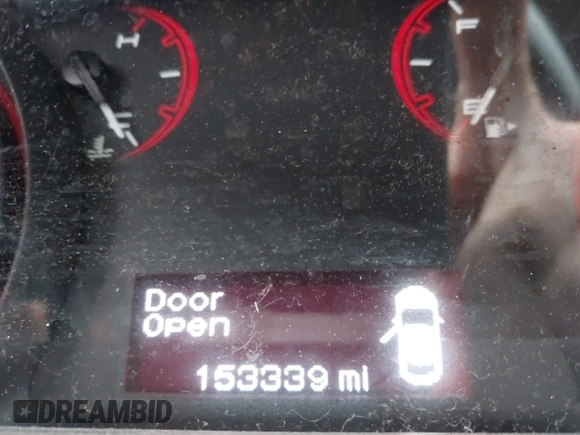 H
F
E
Door
Open
153339 mi
DREAMBID